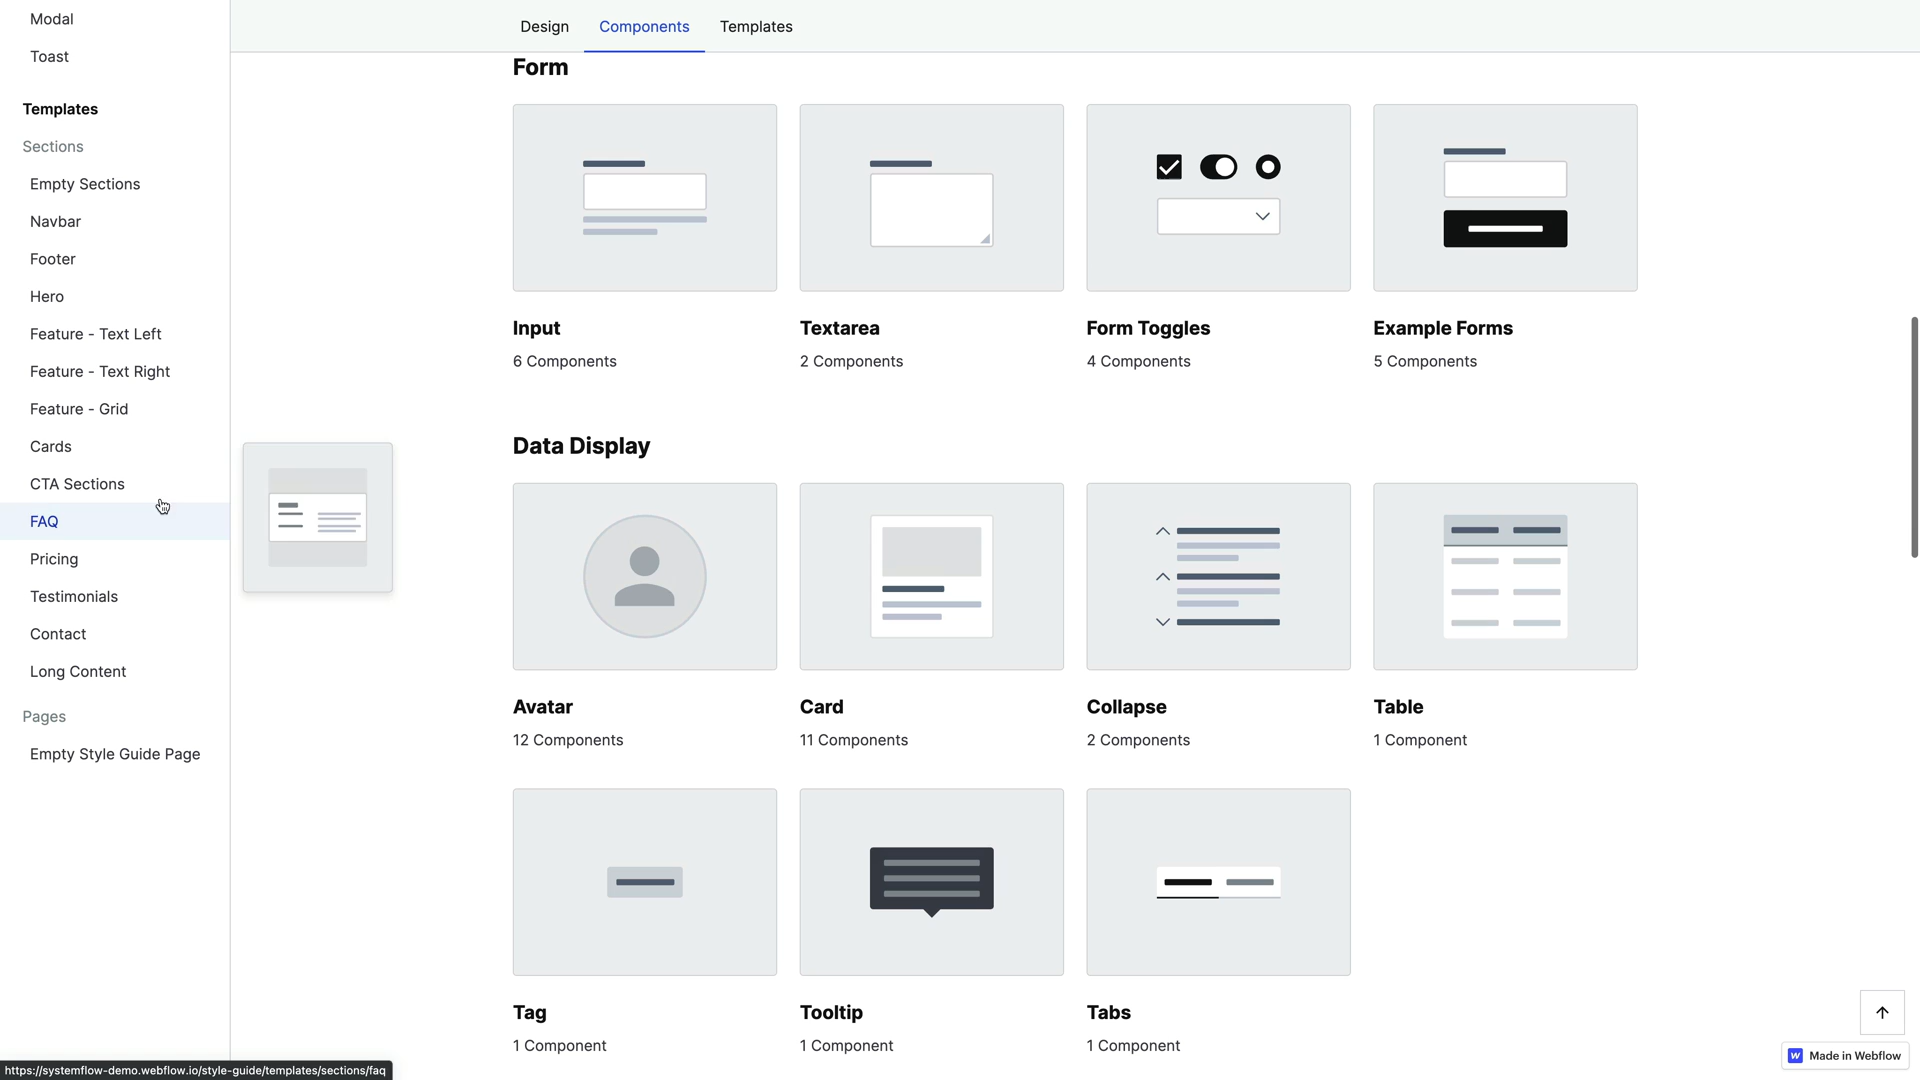 Modal
Toast
Templates
Sections
Empty Sections
Navbar
Footer
Hero
Feature - Text Left
Feature - Text Right
Feature - Grid
Cards
CTA Sections
FAQ
Pricing
Testimonials
Contact
Long Content
Pages
Empty Style Guide Page
Design Components Templates
Form
Input Textarea Form Toggles Example Forms
6 Components 2 Components 4 Components 5 Components
Data Display
Avatar Card Collapse Table
12 Components 11 Components 2 Components 1 Component
Tag Tooltip Tabs
1 Component 1 Component 1 Component
Made in Webflow
https://systemflow-demo.webflow.io/style-guide/templates/sections/faq